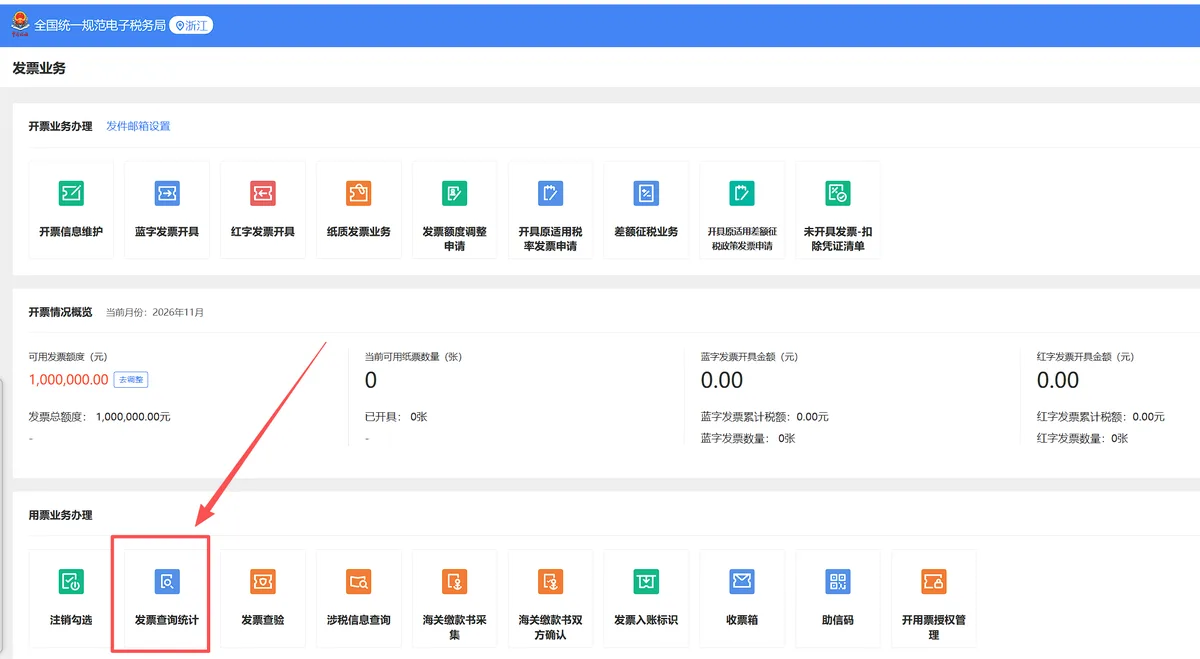 全国统一规范电子税务局 浙江
发票业务
开票业务办理 发件邮箱设置
开票信息维护
蓝字发票开具
红字发票开具
纸质发票业务
发票额度调整
申请
开具原适用税
率发票申请
差额征税业务
开具原适用差额征
税政策发票申请
未开具发票-扣
除凭证清单
开票情况概览 当前月份：2026年11月
可用发票额度（元）
1,000,000.00 去调整
发票总额度： 1,000,000.00元
-
当前可用纸票数量（张）
0
已开具： 0张
-
蓝字发票开具金额（元）
0.00
蓝字发票累计税额：0.00元
蓝字发票数量： 0张
红字发票开具金额（元）
0.00
红字发票累计税额：0.00元
红字发票数量：0张
用票业务办理
注销勾选
发票查询统计
发票查验
涉税信息查询
海关缴款书采
集
海关缴款书双
方确认
发票入账标识
收票箱
助信码
开用票授权管
理